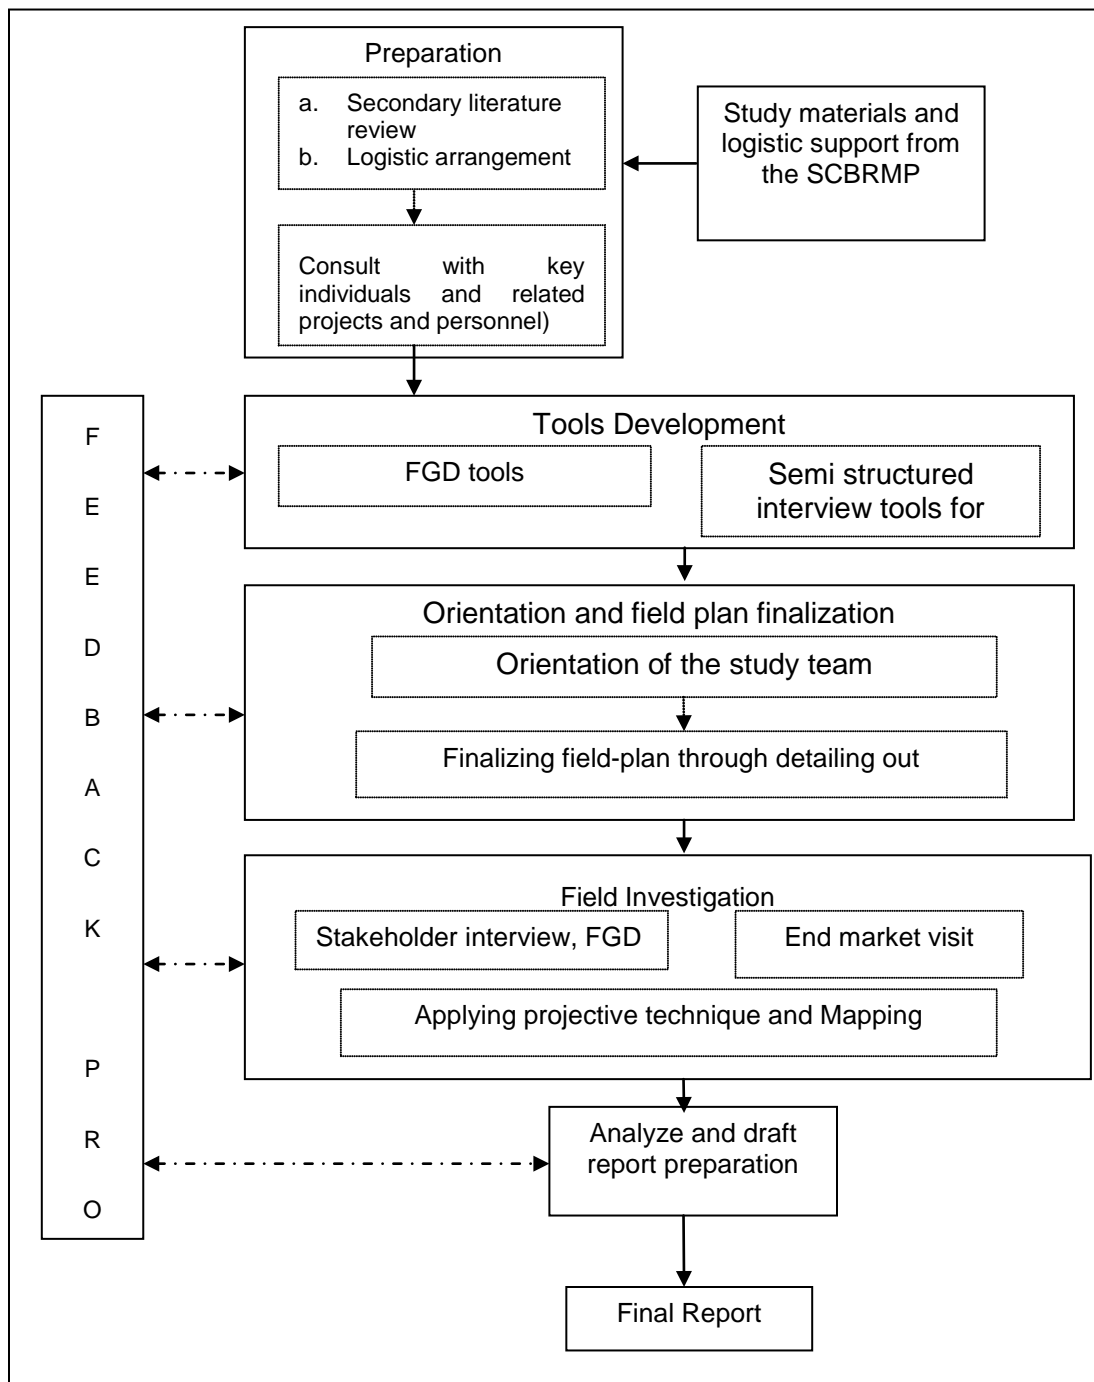 Preparation
a. Secondary literature
review
b. Logistic arrangement
Study materials and
logistic support from
the SCBRMP
Consult with key
individuals and related
projects and personnel)
F
E
E
D
B
A
C
K
P
R
O
Tools Development
FGD tools
Semi structured
interview tools for
Orientation and field plan finalization
Orientation of the study team
Finalizing field-plan through detailing out
Field Investigation
Stakeholder interview, FGD
End market visit
Applying projective technique and Mapping
Analyze and draft
report preparation
Final Report